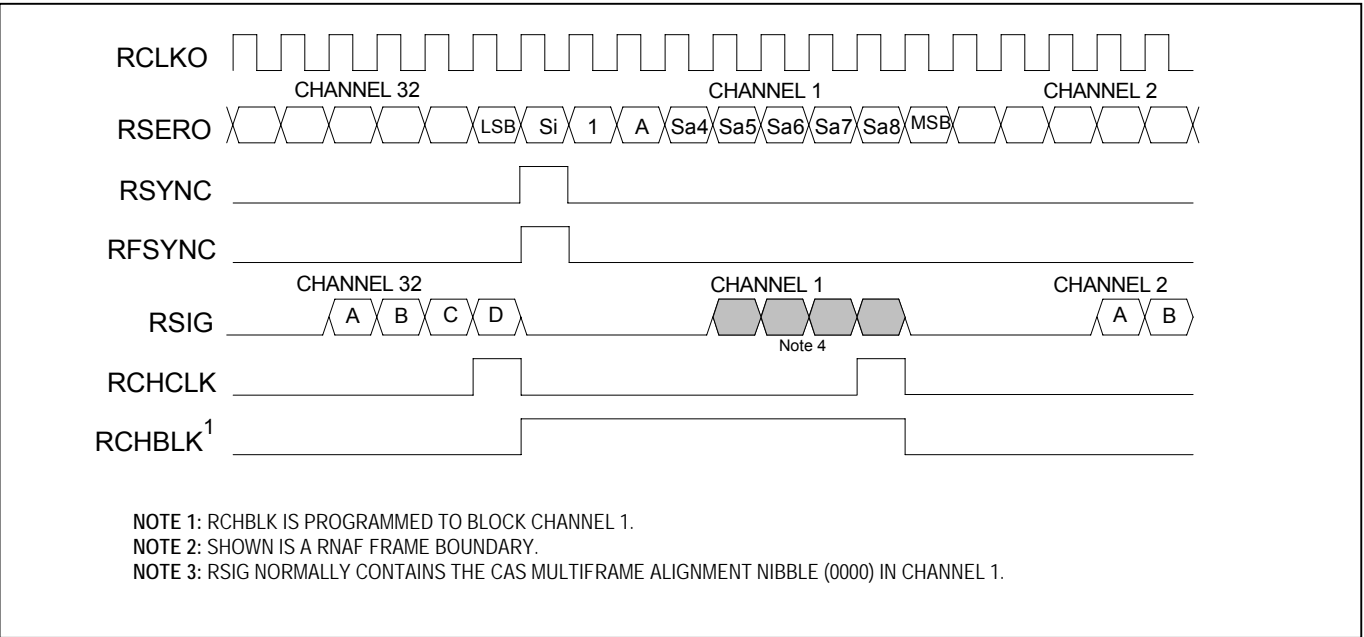 RCLKO
CHANNEL 32 CHANNEL 1 CHANNEL 2
RSERO LSB Si 1 A Sa4 Sa5 Sa6 Sa7 Sa8 MSB
RSYNC
RFSYNC
CHANNEL 32 CHANNEL 1 CHANNEL 2
RSIG A B C D A B
Note 4
RCHCLK
RCHBLK1
NOTE 1: RCHBLK IS PROGRAMMED TO BLOCK CHANNEL 1.
NOTE 2: SHOWN IS A RNAF FRAME BOUNDARY.
NOTE 3: RSIG NORMALLY CONTAINS THE CAS MULTIFRAME ALIGNMENT NIBBLE (0000) IN CHANNEL 1.